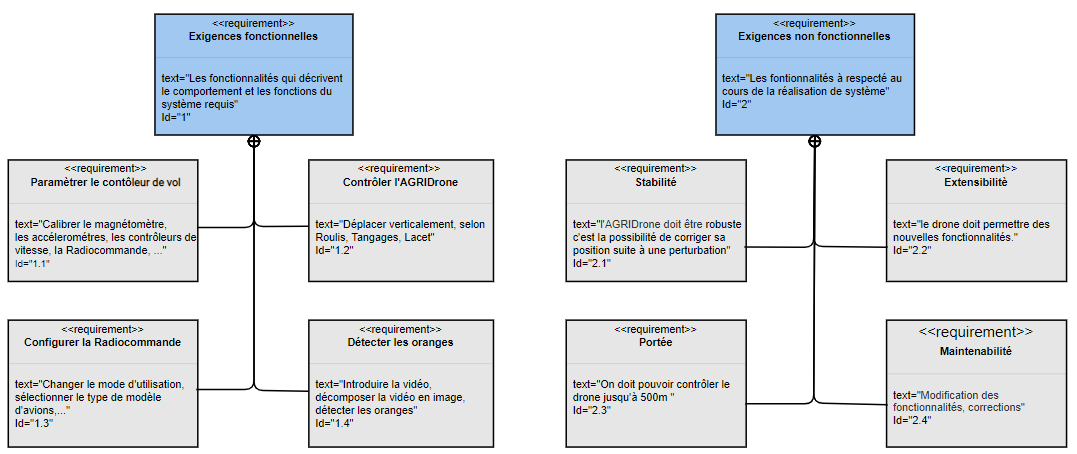 <<requirement>>
Exigences fonctionnelles
text="Les fonctionnalités qui décrivent
le comportement et les fonctions du
système requis"
Id="1"
<<requirement>>
Exigences non fonctionnelles
text="Les fontionnalités à respecté au
cours de la réalisation de système"
Id="2"
<<requirement>>
Paramètrer le contôleur de vol
text="Calibrer le magnétomètre,
les accélerométres, les contrôleurs de
vitesse, la Radiocommande, ..."
Id="1.1"
<<requirement>>
Contrôler l'AGRIDrone
text="Déplacer verticalement, selon
Roulis, Tangages, Lacet"
Id="1.2"
<<requirement>>
Stabilité
text="l'AGRIDrone doit être robuste
c'est la possibilité de corriger sa
position suite à une perturbation"
Id="2.1"
<<requirement>>
Extensibilitè
text="le drone doit permettre des
nouvelles fonctionnalités."
Id="2.2"
<<requirement>>
Configurer la Radiocommande
text="Changer le mode d'utilisation,
sélectionner le type de modèle
d'avions,..."
Id="1.3"
<<requirement>>
Détecter les oranges
text="Introduire la vidéo,
décomposer la vidéo en image,
détecter les oranges"
Id="1.4"
<<requirement>>
Portée
text="On doit pouvoir contrôler le
drone jusqu'à 500m "
Id="2.3"
<<requirement>>
Maintenabilité
text="Modification des
fonctionnalités, corrections"
Id="2.4"